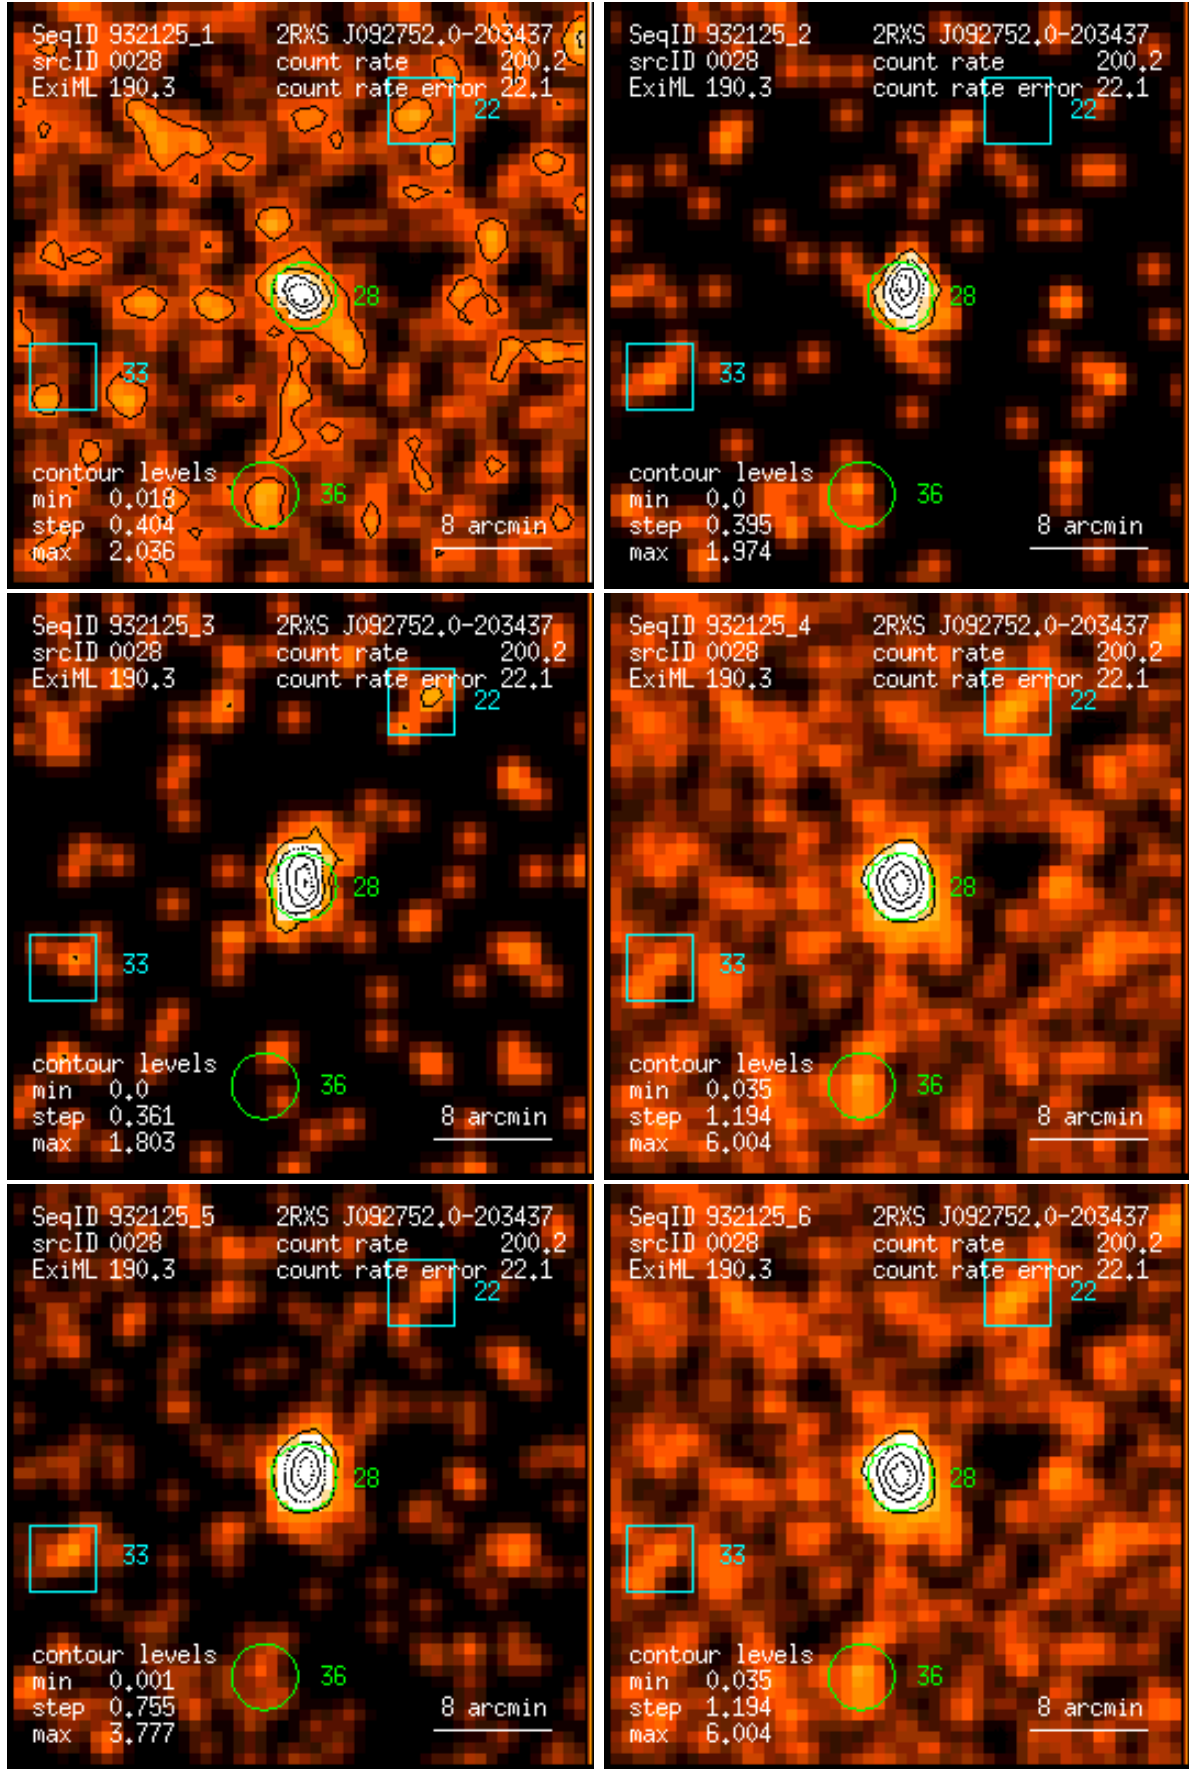 SeqID 932125_1 2RXS J092752.0-203437
srcID 0028 count rate 200.2
ExiML 190.3 count rate error 22.1
22
28
33
contour levels
min 0.018
36
step 0.404
8 arcmin
max 2.036
SeqID 932125_2 2RXS J092752.0-203437
srcID 0028 count rate 200.2
ExiML 190.3 count rate error 22.1
22
28
33
contour levels
min 0.0
36
step 0.395
8 arcmin
max 1.974
SeqID 932125_3 2RXS J092752.0-203437
srcID 0028 count rate 200.2
ExiML 190.3 count rate error 22.1
22
28
33
contour levels
min 0.0
36
step 0.361
8 arcmin
max 1.803
SeqID 932125_4 2RXS J092752.0-203437
srcID 0028 count rate 200.2
ExiML 190.3 count rate error 22.1
22
28
33
contour levels
min 0.035
36
step 1.194
8 arcmin
max 6.004
SeqID 932125_5 2RXS J092752.0-203437
srcID 0028 count rate 200.2
ExiML 190.3 count rate error 22.1
22
28
33
contour levels
min 0.001
36
step 0.755
8 arcmin
max 3.777
SeqID 932125_6 2RXS J092752.0-203437
srcID 0028 count rate 200.2
ExiML 190.3 count rate error 22.1
22
28
33
contour levels
min 0.035
36
step 1.194
8 arcmin
max 6.004